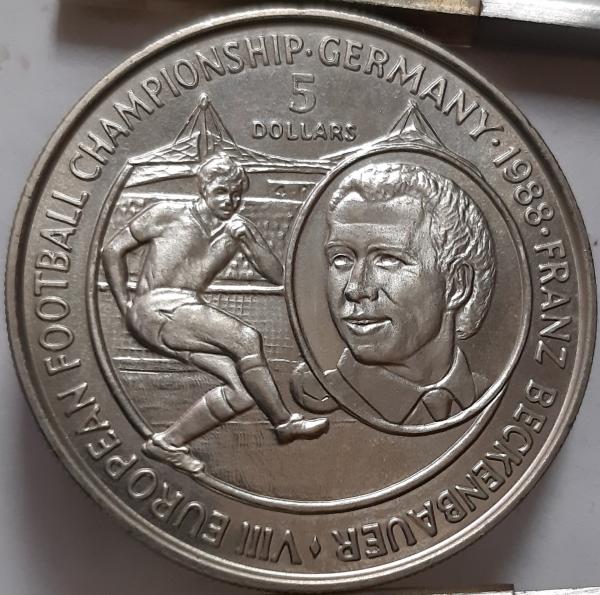 VIII EUROPEAN FOOTBALL CHAMPIONSHIP · GERMANY · 1988 · FRANZ BECKENBAUER ♦
5
DOLLARS